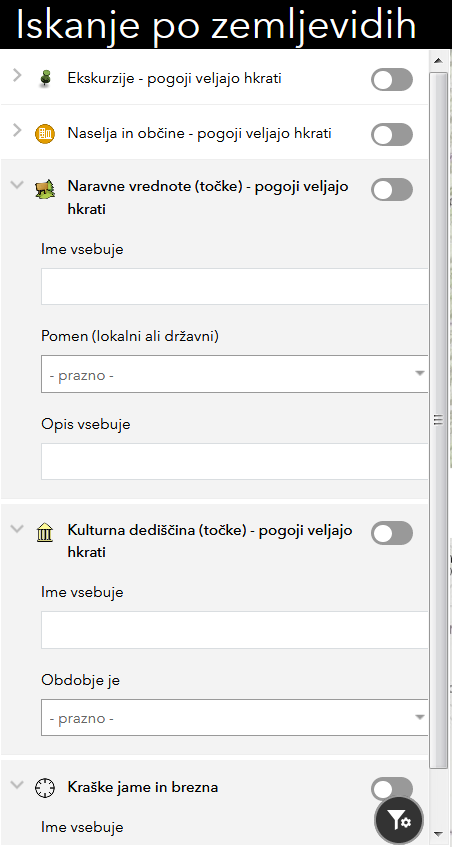 Iskanje po zemljevidih
Ekskurzije - pogoji veljajo hkrati
Naselja in občine - pogoji veljajo hkrati
Naravne vrednote (točke) - pogoji veljajo
hkrati
Ime vsebuje
Pomen (lokalni ali državni)
- prazno -
Opis vsebuje
Kulturna dediščina (točke) - pogoji veljajo
hkrati
Ime vsebuje
Obdobje je
- prazno -
Kraške jame in brezna
Ime vsebuje